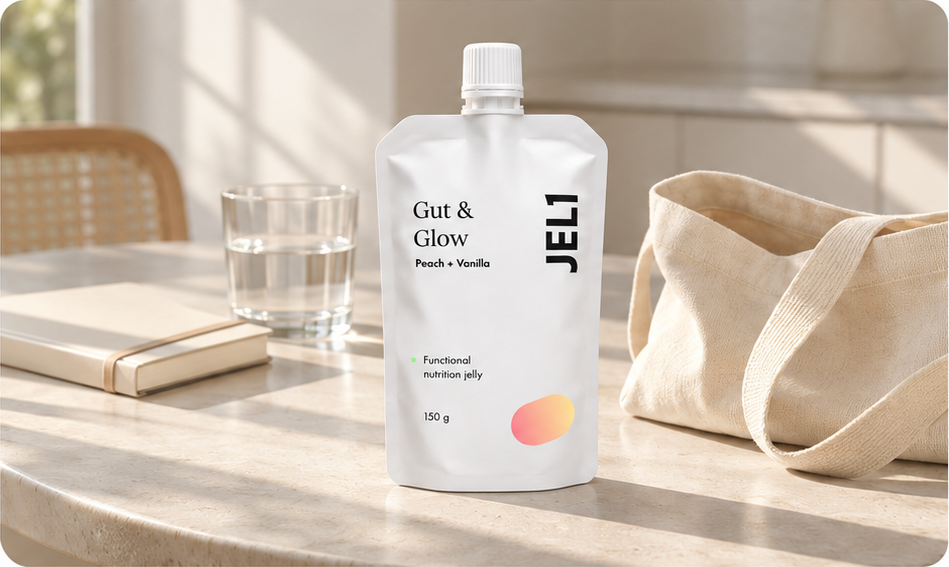 Gut &
Glow
Peach + Vanilla
JEL1
Functional
nutrition jelly
150 g